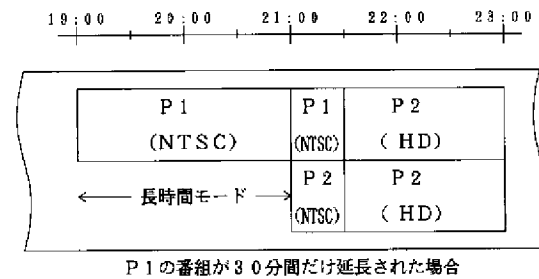 19:00 20:00 21:00 22:00 23:00
P1 P1 P2
(NTSC) (NTSC) (HD)
P2 P2
長時間モード (NTSC) (HD)
P1の番組が30分間だけ延長された場合